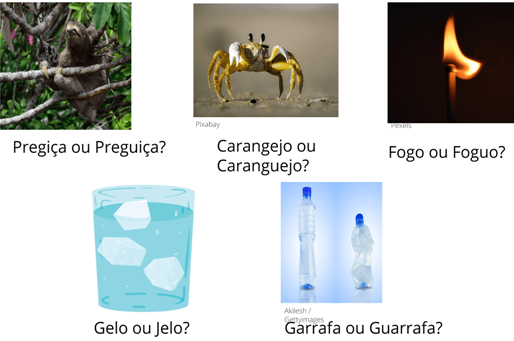 Pixabay
Pexels
Pregiça ou Preguiça?
Carangejo ou
Caranguejo?
Fogo ou Foguo?
Akilesh /
Gettyimages
Gelo ou Jelo?
Garrafa ou Guarrafa?